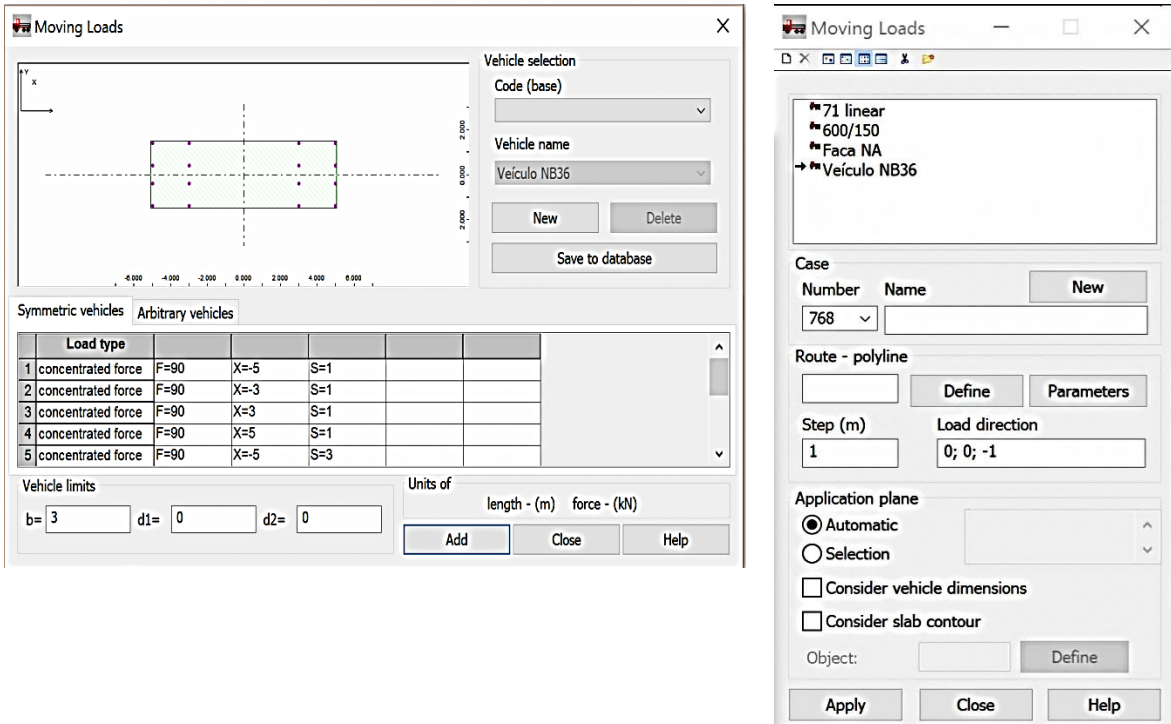 Moving Loads
Y
X
2.000
0.000
2.000
-6.000 -4.000 -2.000 0.000 2.000 4.000 6.000
Vehicle selection
Code (base)
Vehicle name
Veículo NB36
New Delete
Save to database
Symmetric vehicles Arbitrary vehicles
Load type
1 concentrated force F=90 X=-5 S=1
2 concentrated force F=90 X=-3 S=1
3 concentrated force F=90 X=3 S=1
4 concentrated force F=90 X=5 S=1
5 concentrated force F=90 X=-5 S=3
Vehicle limits
b= 3 d1= 0 d2= 0
Units of
length - (m) force - (kN)
Add Close Help
Moving Loads
71 linear
600/150
Faca NA
Veículo NB36
Case
Number Name New
768
Route - polyline
Define Parameters
Step (m) Load direction
1 0; 0; -1
Application plane
Automatic
Selection
Consider vehicle dimensions
Consider slab contour
Object: Define
Apply Close Help